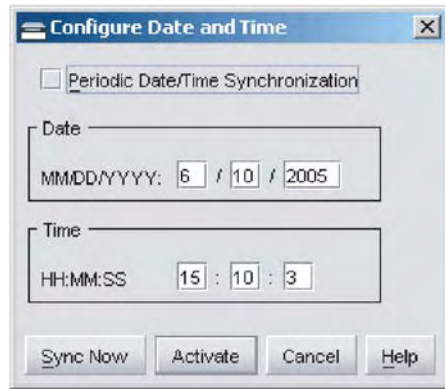 Configure Date and Time
Periodic Date/Time Synchronization
Date
MM/DD/YYYY: 6 / 10 / 2005
Time
HH:MM:SS 15 : 10 : 3
Sync Now Activate Cancel Help